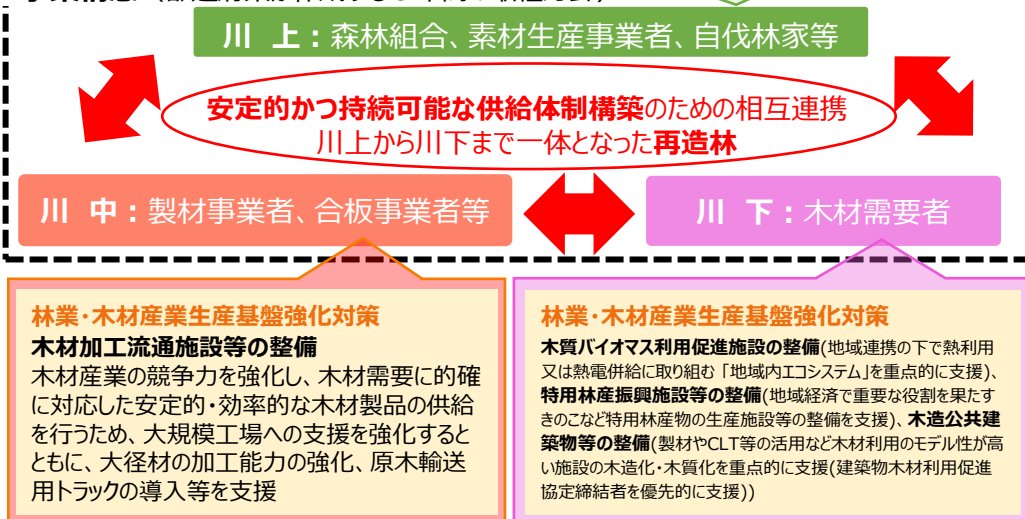 川 上：森林組合、素材生産事業者、自伐林家等
安定的かつ持続可能な供給体制構築のための相互連携
川上から川下まで一体となった再造林
川 中：製材事業者、合板事業者等
川 下：木材需要者
林業･木材産業生産基盤強化対策
木材加工流通施設等の整備
木材産業の競争力を強化し、木材需要に的確
に対応した安定的･効率的な木材製品の供給
を行うため、大規模工場への支援を強化すると
ともに、大径材の加工能力の強化、原木輸送
用トラックの導入等を支援
林業･木材産業生産基盤強化対策
木質バイオマス利用促進施設の整備(地域連携の下で熱利用
又は熱電併給に取り組む「地域内エコシステム」を重点的に支援)、
特用林産振興施設等の整備(地域経済で重要な役割を果たす
きのこなど特用林産物の生産施設等の整備を支援)、木造公共建
築物等の整備(製材やCLT等の活用など木材利用のモデル性が高
い施設の木造化･木質化を重点的に支援(建築物木材利用促進
協定締結者を優先的に支援))